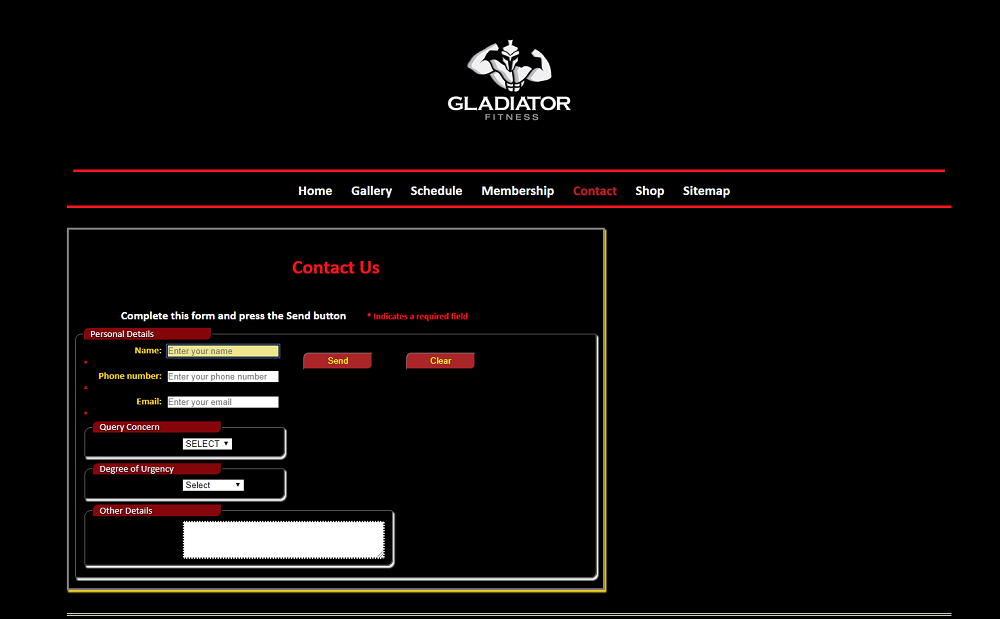 GLADIATOR
FITNESS
Home Gallery Schedule Membership Contact Shop Sitemap
Contact Us
Complete this form and press the Send button * Indicates a required field
Personal Details
Name: Enter your name Send Clear
*
Phone number: Enter your phone number
*
Email: Enter your email
*
Query Concern
SELECT
Degree of Urgency
Select
Other Details